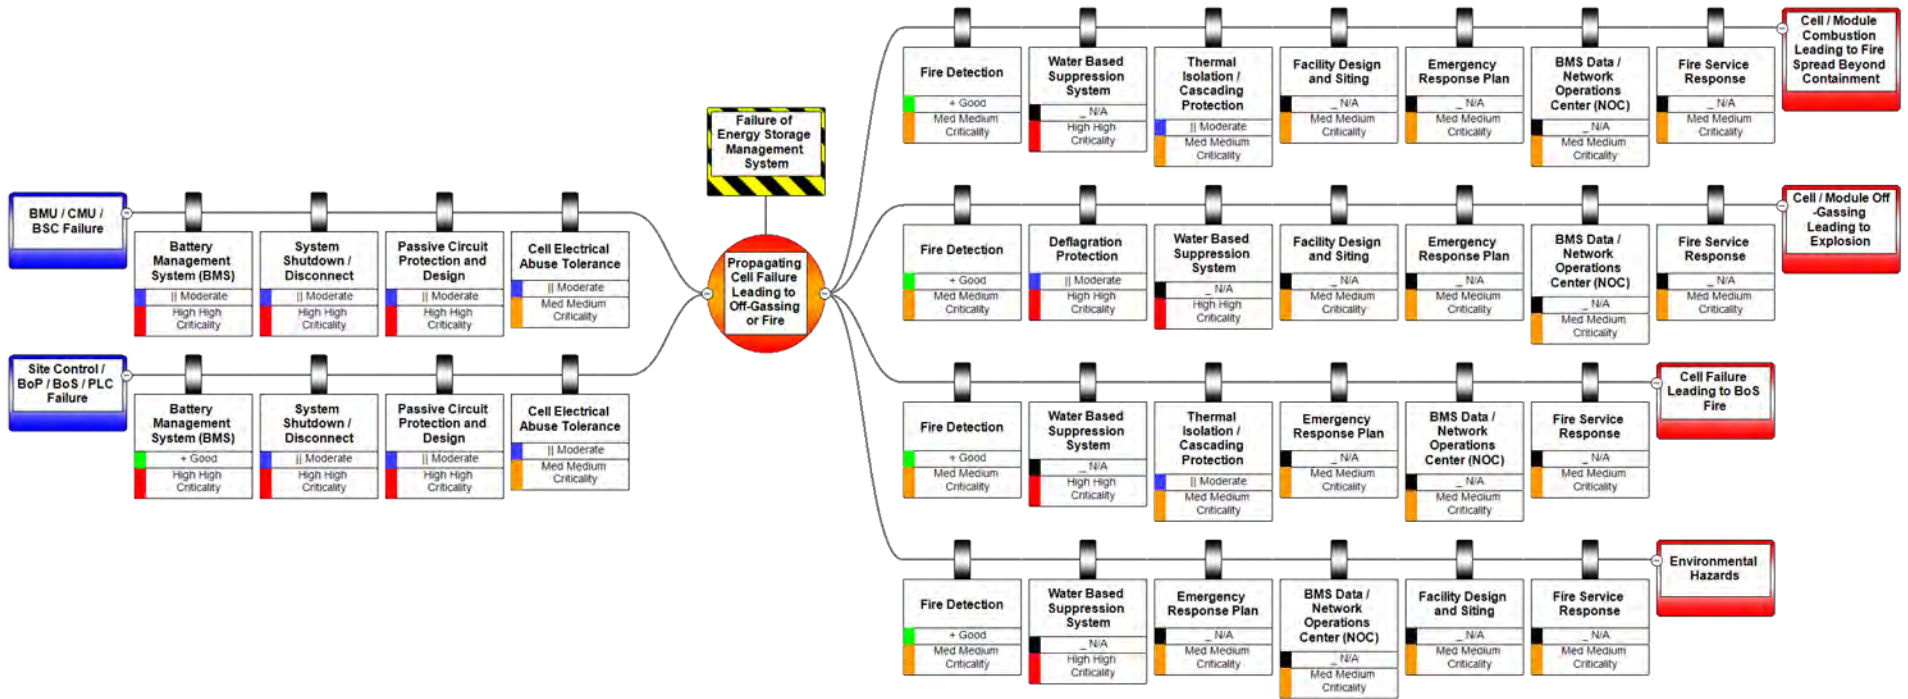 Failure of
Energy Storage
Management
System
BMU / CMU /
BSC Failure
Battery
Management
System (BMS)
|| Moderate
High High
Criticality
System
Shutdown /
Disconnect
|| Moderate
High High
Criticality
Passive Circuit
Protection and
Design
|| Moderate
High High
Criticality
Cell Electrical
Abuse Tolerance
|| Moderate
Med Medium
Criticality
Site Control /
BoP / BoS / PLC
Failure
Battery
Management
System (BMS)
+ Good
High High
Criticality
System
Shutdown /
Disconnect
|| Moderate
High High
Criticality
Passive Circuit
Protection and
Design
|| Moderate
High High
Criticality
Cell Electrical
Abuse Tolerance
|| Moderate
Med Medium
Criticality
Propagating
Cell Failure
Leading to
Off-Gassing
or Fire
Fire Detection
+ Good
Med Medium
Criticality
Water Based
Suppression
System
_ N/A
High High
Criticality
Thermal
Isolation /
Cascading
Protection
|| Moderate
Med Medium
Criticality
Facility Design
and Siting
_ N/A
Med Medium
Criticality
Emergency
Response Plan
_ N/A
Med Medium
Criticality
BMS Data /
Network
Operations
Center (NOC)
_ N/A
Med Medium
Criticality
Fire Service
Response
_ N/A
Med Medium
Criticality
Cell / Module
Combustion
Leading to Fire
Spread Beyond
Containment
Fire Detection
+ Good
Med Medium
Criticality
Deflagration
Protection
|| Moderate
High High
Criticality
Water Based
Suppression
System
_ N/A
High High
Criticality
Facility Design
and Siting
_ N/A
Med Medium
Criticality
Emergency
Response Plan
_ N/A
Med Medium
Criticality
BMS Data /
Network
Operations
Center (NOC)
_ N/A
Med Medium
Criticality
Fire Service
Response
_ N/A
Med Medium
Criticality
Cell / Module Off
-Gassing
Leading to
Explosion
Fire Detection
+ Good
Med Medium
Criticality
Water Based
Suppression
System
_ N/A
High High
Criticality
Thermal
Isolation /
Cascading
Protection
|| Moderate
Med Medium
Criticality
Emergency
Response Plan
_ N/A
Med Medium
Criticality
BMS Data /
Network
Operations
Center (NOC)
_ N/A
Med Medium
Criticality
Fire Service
Response
_ N/A
Med Medium
Criticality
Cell Failure
Leading to BoS
Fire
Fire Detection
+ Good
Med Medium
Criticality
Water Based
Suppression
System
_ N/A
High High
Criticality
Emergency
Response Plan
_ N/A
Med Medium
Criticality
BMS Data /
Network
Operations
Center (NOC)
_ N/A
Med Medium
Criticality
Facility Design
and Siting
_ N/A
Med Medium
Criticality
Fire Service
Response
_ N/A
Med Medium
Criticality
Environmental
Hazards